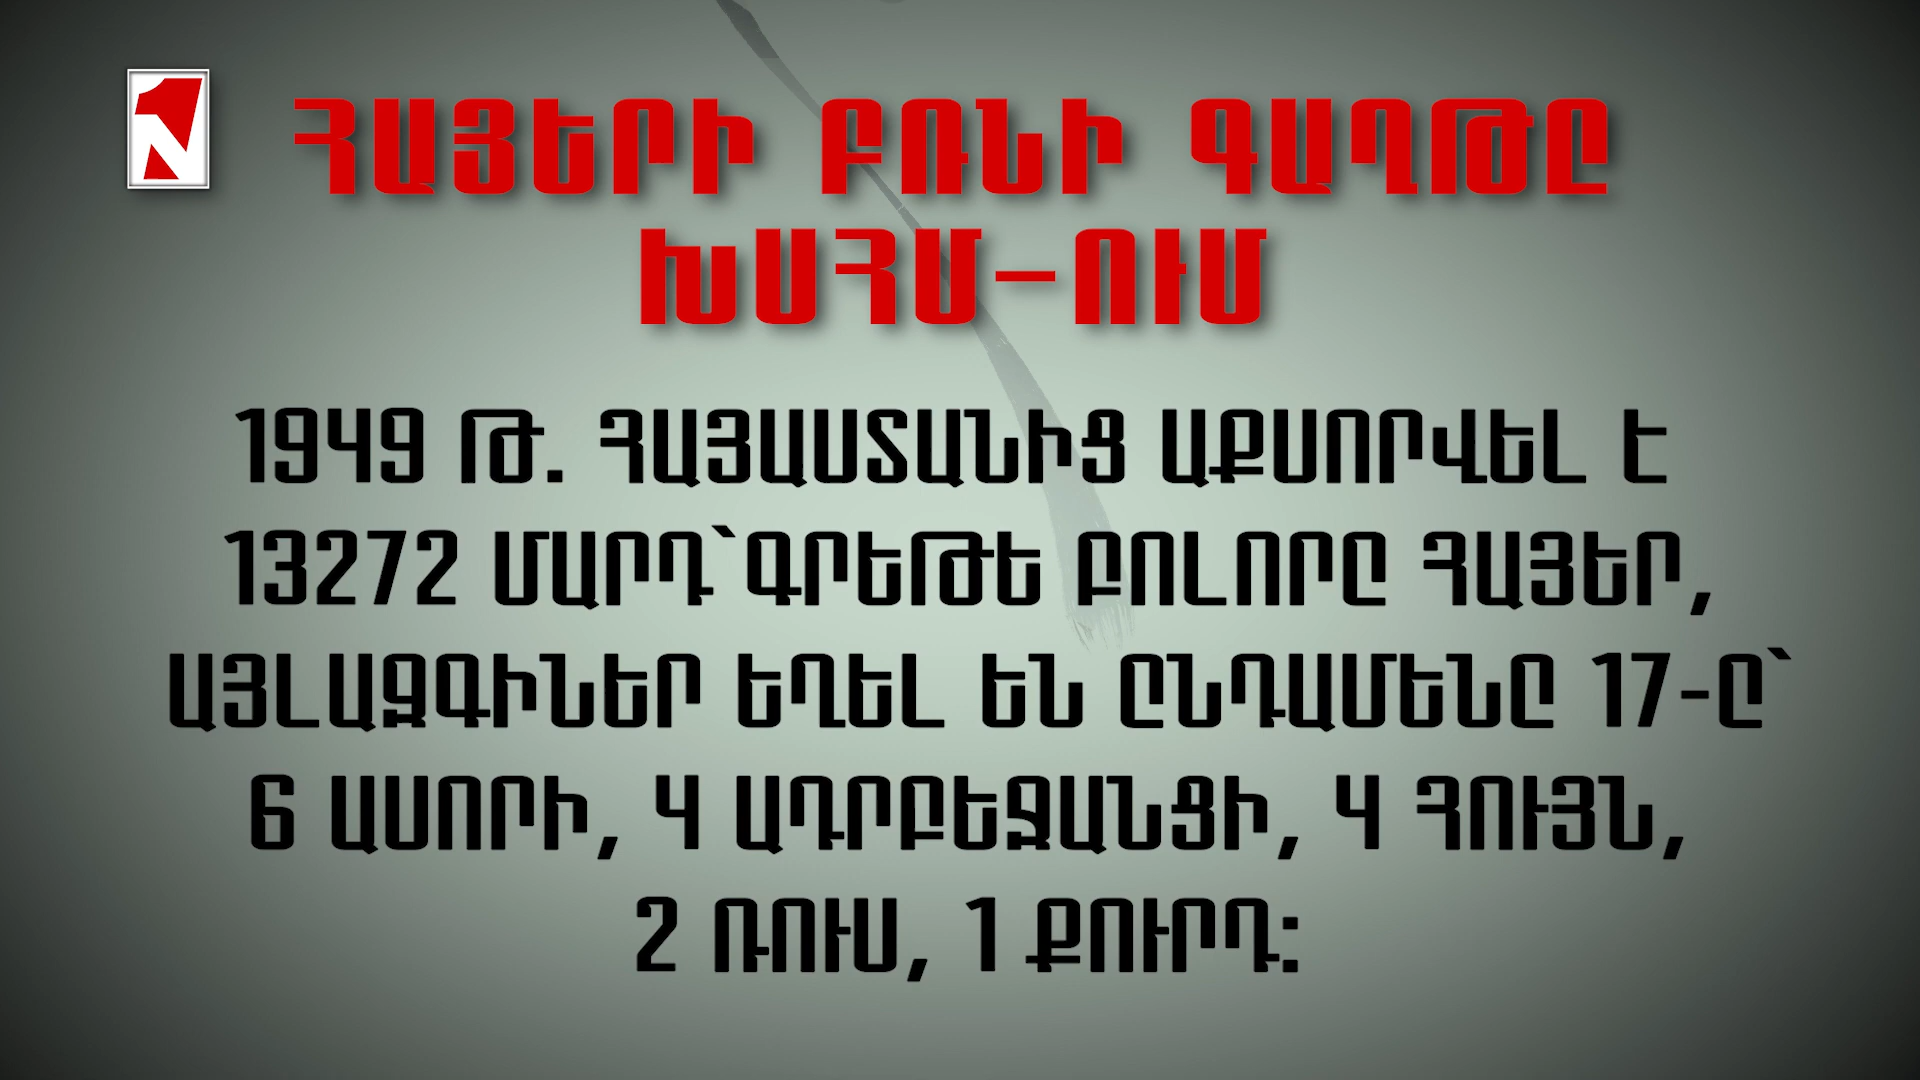 1N
ՀԱՅԵՐԻ ԲՌՆԻ ԳԱՂԹԸ
ԽՍՀՄ-ՈՒՄ
1949 Թ. ՀԱՅԱՍՏԱՆԻՑ ԱՔՍՈՐՎԵԼ Է
13272 ՄԱՐԴ՝ԳՐԵԹԵ ԲՈԼՈՐԸ ՀԱՅԵՐ,
ԱՅԼԱԶԳԻՆԵՐ ԵՂԵԼ ԵՆ ԸՆԴԱՄԵՆԸ 17-Ը՝
6 ԱՍՈՐԻ, 4 ԱԴՐԲԵՋԱՆՑԻ, 4 ՀՈՒՅՆ,
2 ՌՈՒՍ, 1 ՔՈՒՐԴ: